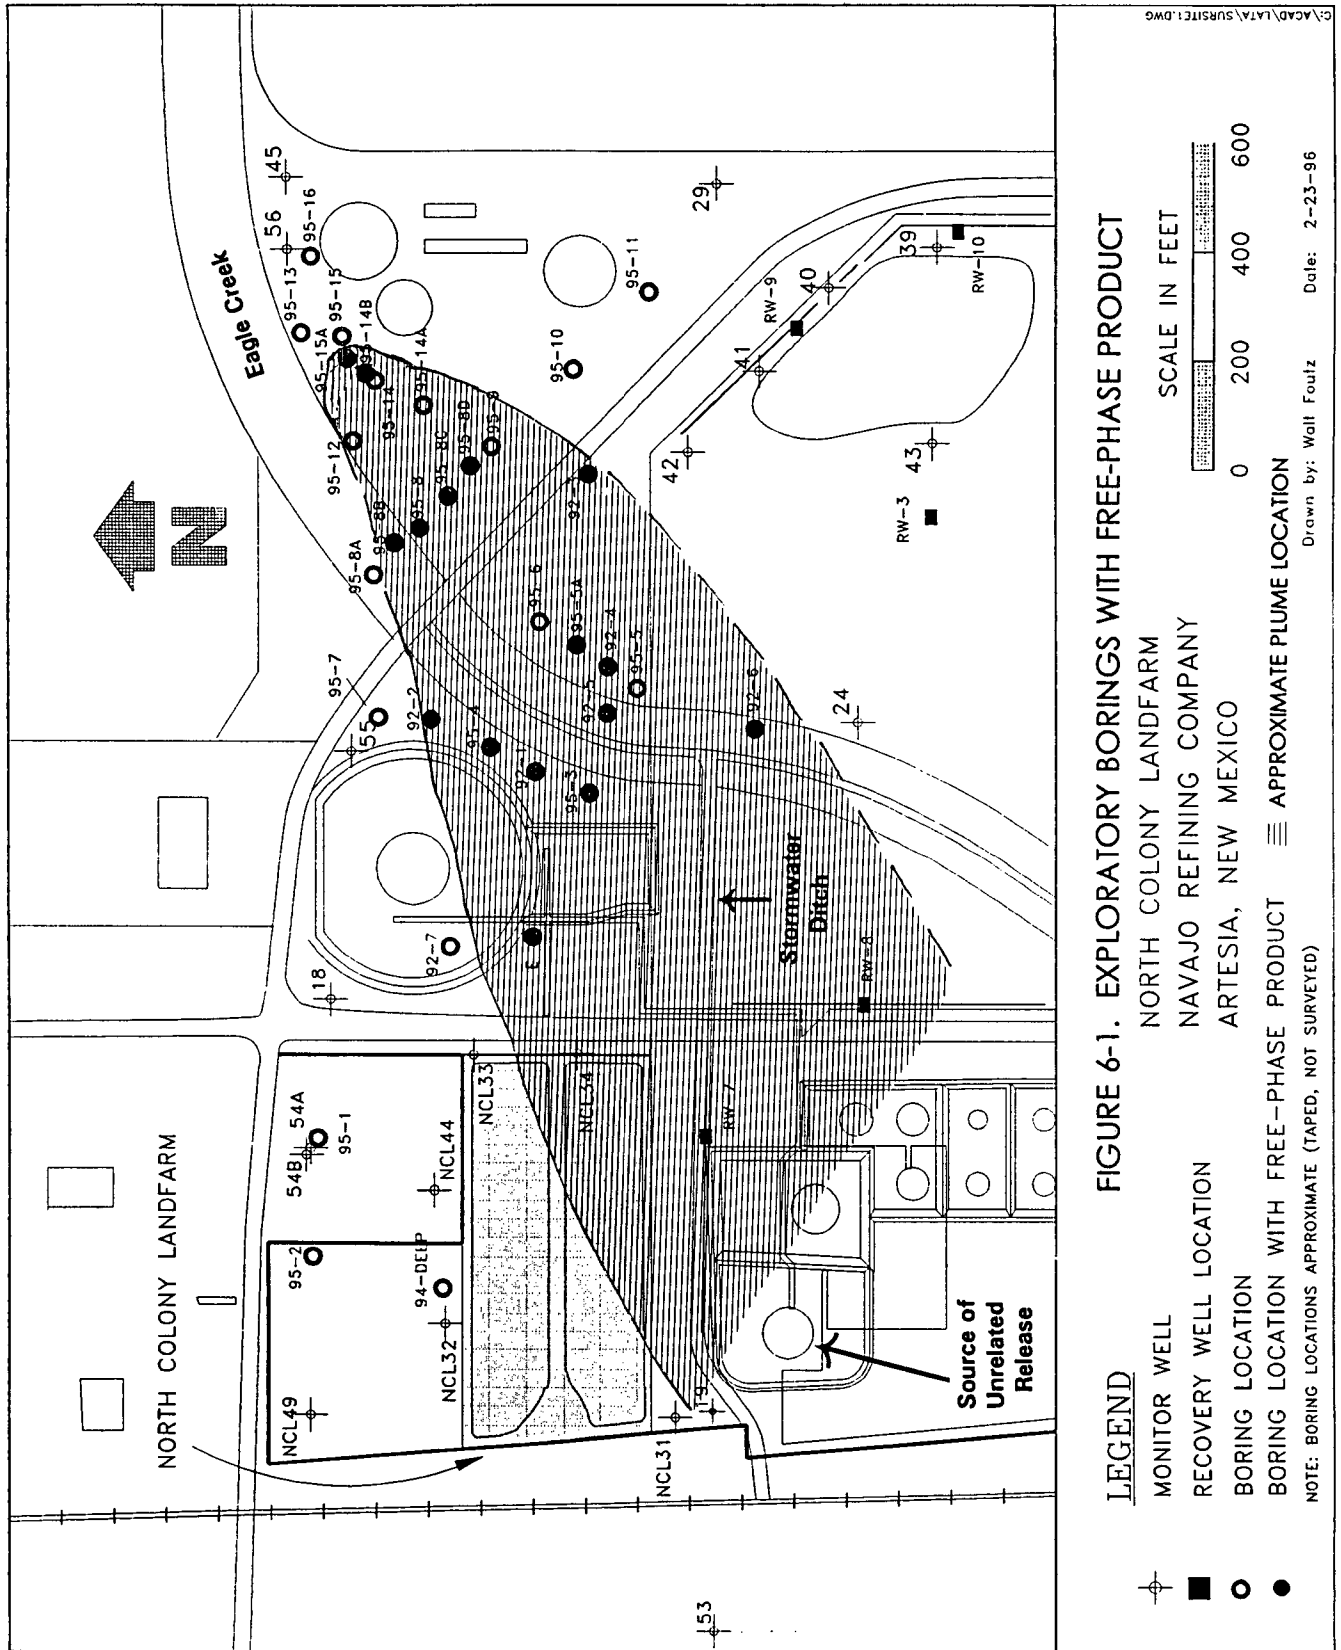 C:\ACAD\LATA\SURSITE1.DWG
Eagle Creek
N
NORTH COLONY LANDFARM
45
56
95-16
95-13
95-15
95-15A
95-14B
95-14
95-14A
95-12
95-11
29
95-10
95-9
95-8D
95-8C
95-8
95-8B
95-8A
RW-9
40
39
RW-10
41
42
43
RW-3
95-7
55
92-2
95-4
92-1
95-3
95-6
95-5A
92-4
95-5
92-5
92-6
24
Stormwater
Ditch
RW-8
18
92-7
E
54A
54B
95-1
NCL44
NCL33
NCL34
RW-7
95-2
94-DEEP
NCL32
NCL49
NCL31
19
53
Source of
Unrelated
Release
FIGURE 6-1. EXPLORATORY BORINGS WITH FREE-PHASE PRODUCT
NORTH COLONY LANDFARM
NAVAJO REFINING COMPANY
ARTESIA, NEW MEXICO
SCALE IN FEET
0 200 400 600
LEGEND
MONITOR WELL
RECOVERY WELL LOCATION
BORING LOCATION
BORING LOCATION WITH FREE-PHASE PRODUCT
APPROXIMATE PLUME LOCATION
NOTE: BORING LOCATIONS APPROXIMATE (TAPED, NOT SURVEYED)
Drawn by: Walt Foutz Date: 2-23-96